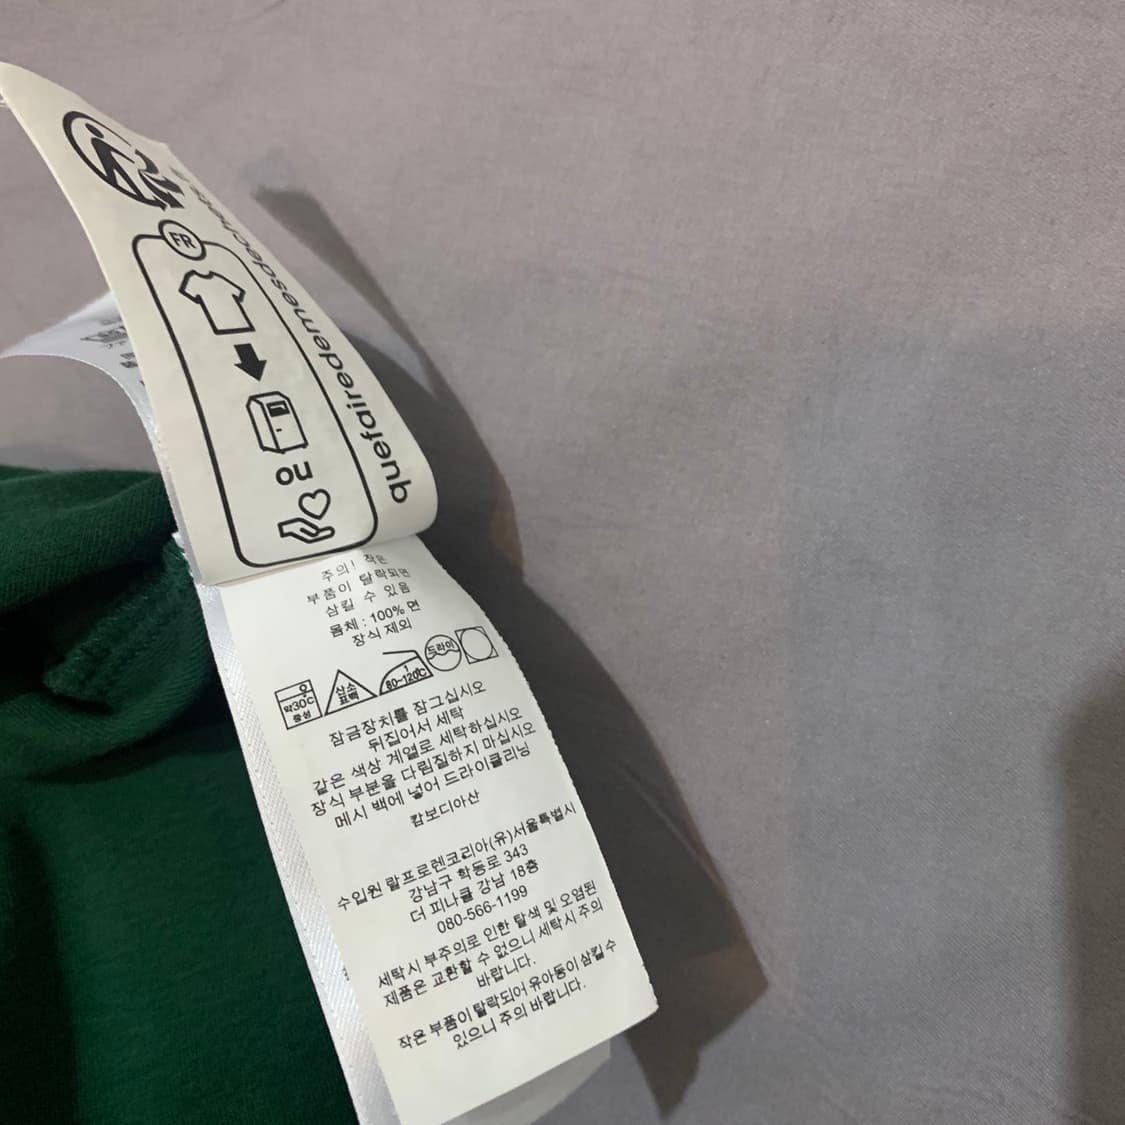 FR
ou
quefairedemesdechets
주의! 작은
부품이 탈락되면
삼킬 수 있음
몸체 : 100% 면
장식 제외
약30℃
중성
산소
표백
1
80~120℃
드라이
잠금장치를 잠그십시오
뒤집어서 세탁
같은 색상 계열로 세탁하십시오
장식 부분을 다림질하지 마십시오
메시 백에 넣어 드라이클리닝
캄보디아산
수입원 랄프로렌코리아(유)서울특별시
강남구 학동로 343
더 피나클 강남 18층
080-566-1199
세탁시 부주의로 인한 탈색 및 오염된
제품은 교환할 수 없으니 세탁시 주의
바랍니다.
작은 부품이 탈락되어 유아동이 삼킬 수
있으니 주의 바랍니다.